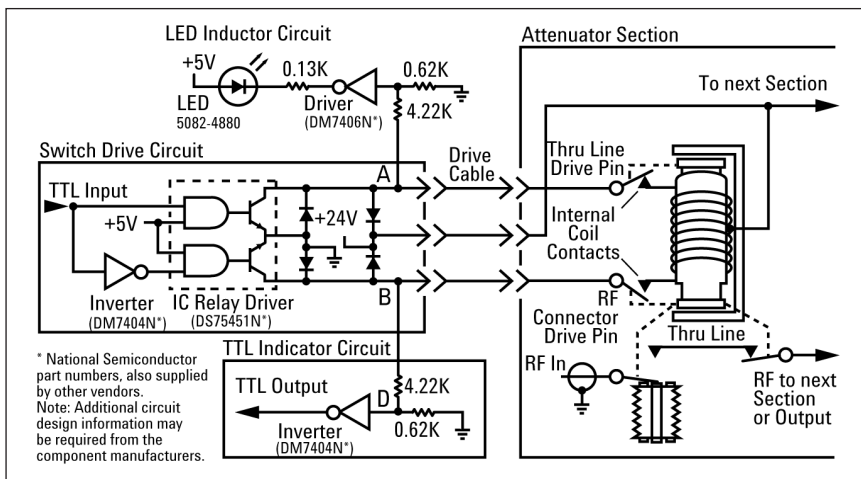 LED Inductor Circuit
+5V
LED
5082-4880
0.13K
Driver
(DM7406N*)
0.62K
4.22K
Attenuator Section
To next Section
Switch Drive Circuit
TTL Input
+5V
Inverter
(DM7404N*)
IC Relay Driver
(DS75451N*)
+24V
A
B
Drive
Cable
Thru Line
Drive Pin
Internal
Coil
Contacts
RF
Connector
Drive Pin
Thru Line
RF In
RF to next
Section
or Output
TTL Indicator Circuit
TTL Output
D
4.22K
0.62K
Inverter
(DM7404N*)
* National Semiconductor
part numbers, also supplied
by other vendors.
Note: Additional circuit
design information may
be required from the
component manufacturers.